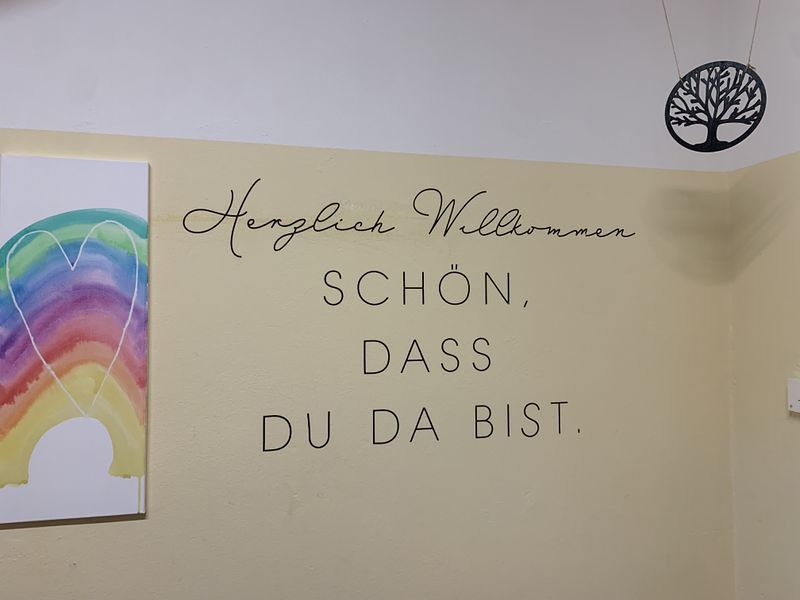 Herzlich Willkommen
SCHÖN,
DASS
DU DA BIST.